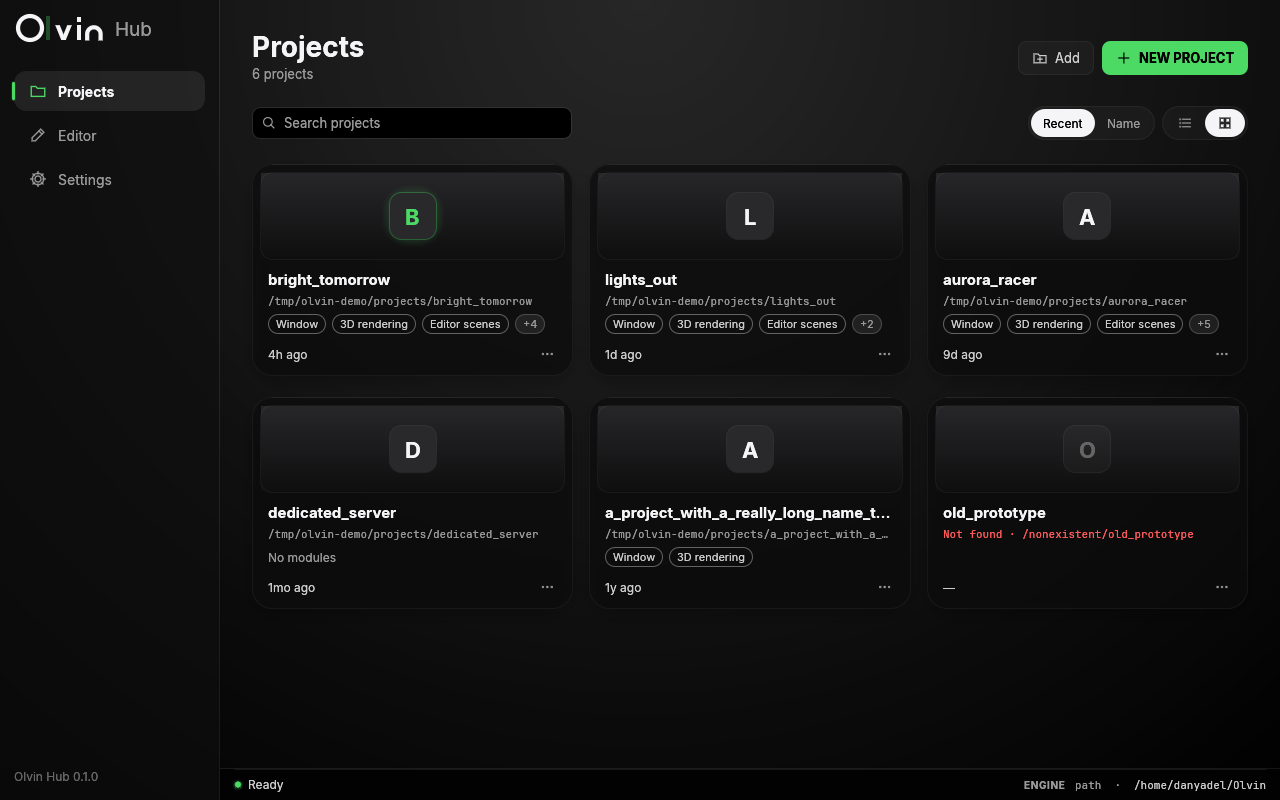 Olvin Hub
Projects
Editor
Settings
Olvin Hub 0.1.0
Projects
6 projects
Add
NEW PROJECT
Search projects
Recent Name
B
bright_tomorrow
/tmp/olvin-demo/projects/bright_tomorrow
Window 3D rendering Editor scenes +4
4h ago ···
L
lights_out
/tmp/olvin-demo/projects/lights_out
Window 3D rendering Editor scenes +2
1d ago ···
A
aurora_racer
/tmp/olvin-demo/projects/aurora_racer
Window 3D rendering Editor scenes +5
9d ago ···
D
dedicated_server
/tmp/olvin-demo/projects/dedicated_server
No modules
1mo ago ···
A
a_project_with_a_really_long_name_t...
/tmp/olvin-demo/projects/a_project_with_a_…
Window 3D rendering
1y ago ···
O
old_prototype
Not found · /nonexistent/old_prototype
— ···
Ready
ENGINE path · /home/danyadel/Olvin